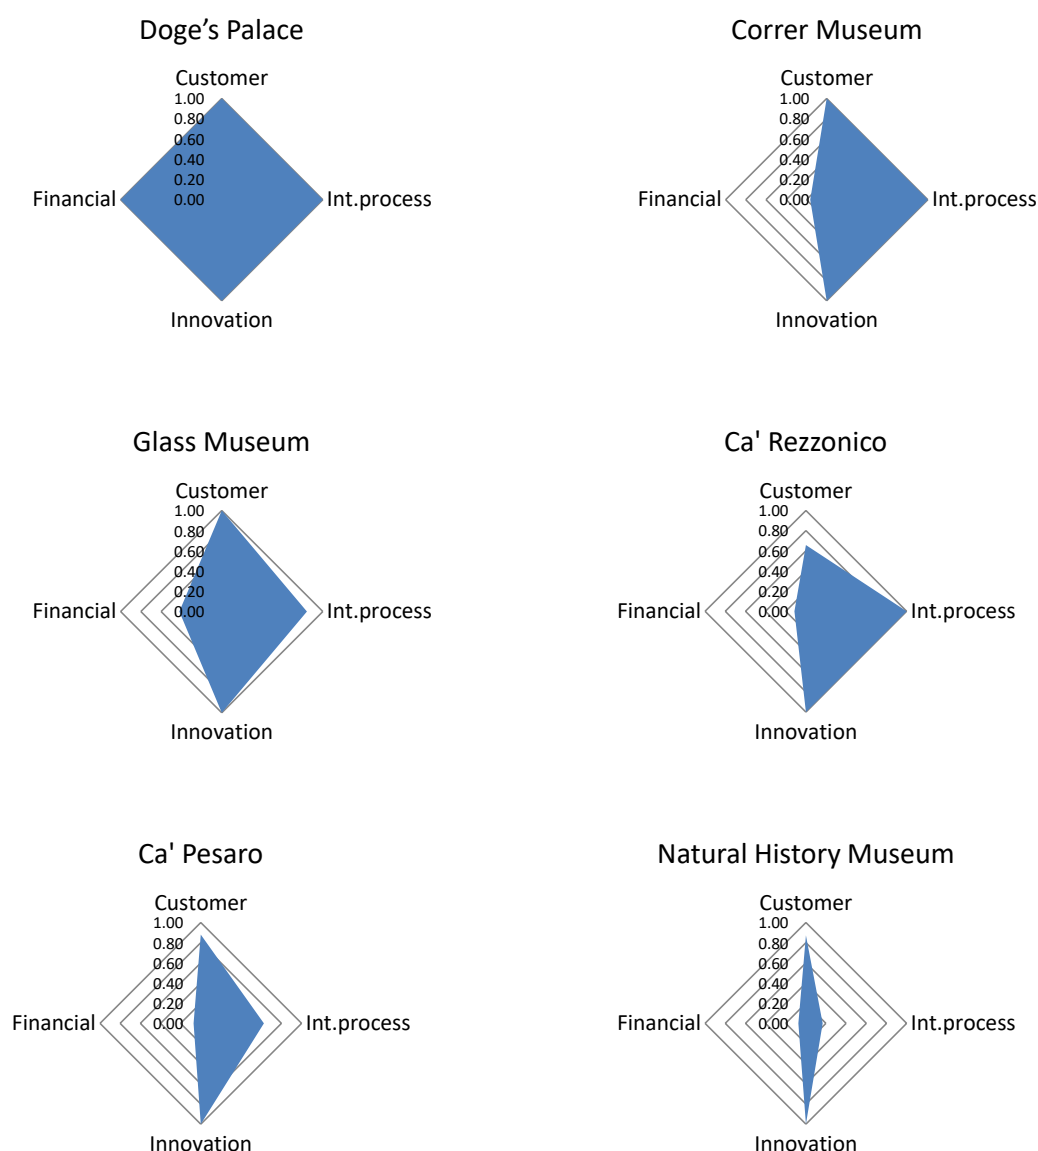 Doge’s Palace
Customer
1.00
0.80
0.60
0.40
0.20
0.00
Financial
Int.process
Innovation
Correr Museum
Customer
1.00
0.80
0.60
0.40
0.20
0.00
Financial
Int.process
Innovation
Glass Museum
Customer
1.00
0.80
0.60
0.40
0.20
0.00
Financial
Int.process
Innovation
Ca' Rezzonico
Customer
1.00
0.80
0.60
0.40
0.20
0.00
Financial
Int.process
Innovation
Ca' Pesaro
Customer
1.00
0.80
0.60
0.40
0.20
0.00
Financial
Int.process
Innovation
Natural History Museum
Customer
1.00
0.80
0.60
0.40
0.20
0.00
Financial
Int.process
Innovation